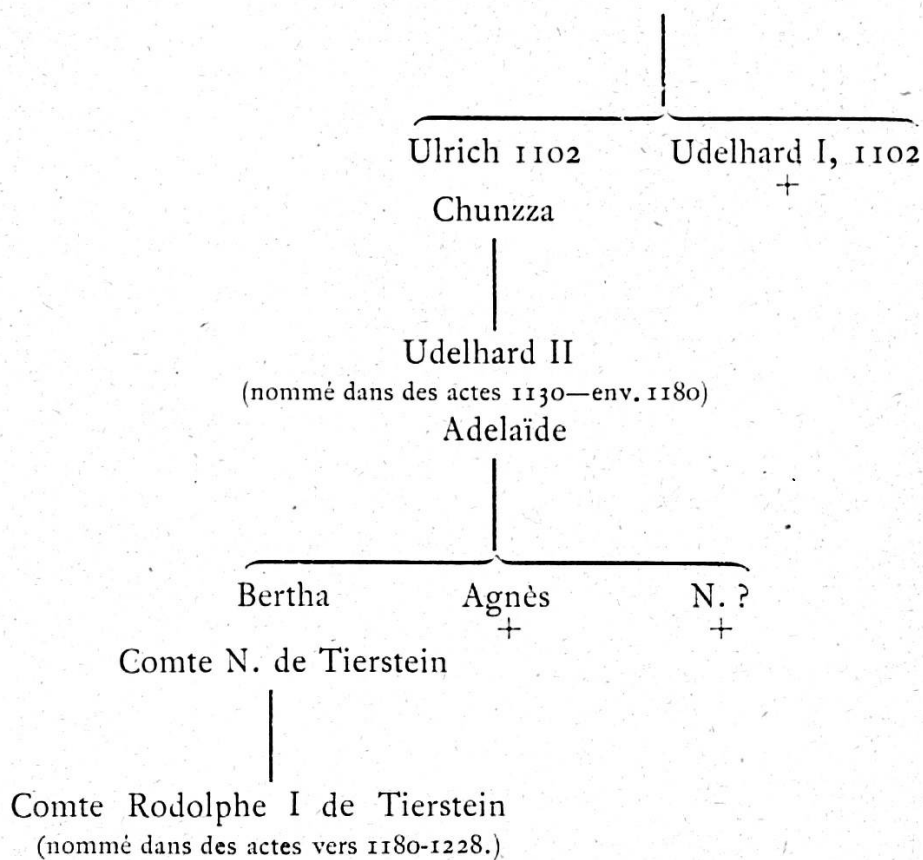 Ulrich 1102 Udelhard I, 1102
+
Chunzza
Udelhard II
(nommé dans des actes 1130—env. 1180)
Adelaïde
Bertha Agnès N. ?
+ +
Comte N. de Tierstein
Comte Rodolphe I de Tierstein
(nommé dans des actes vers 1180-1228.)